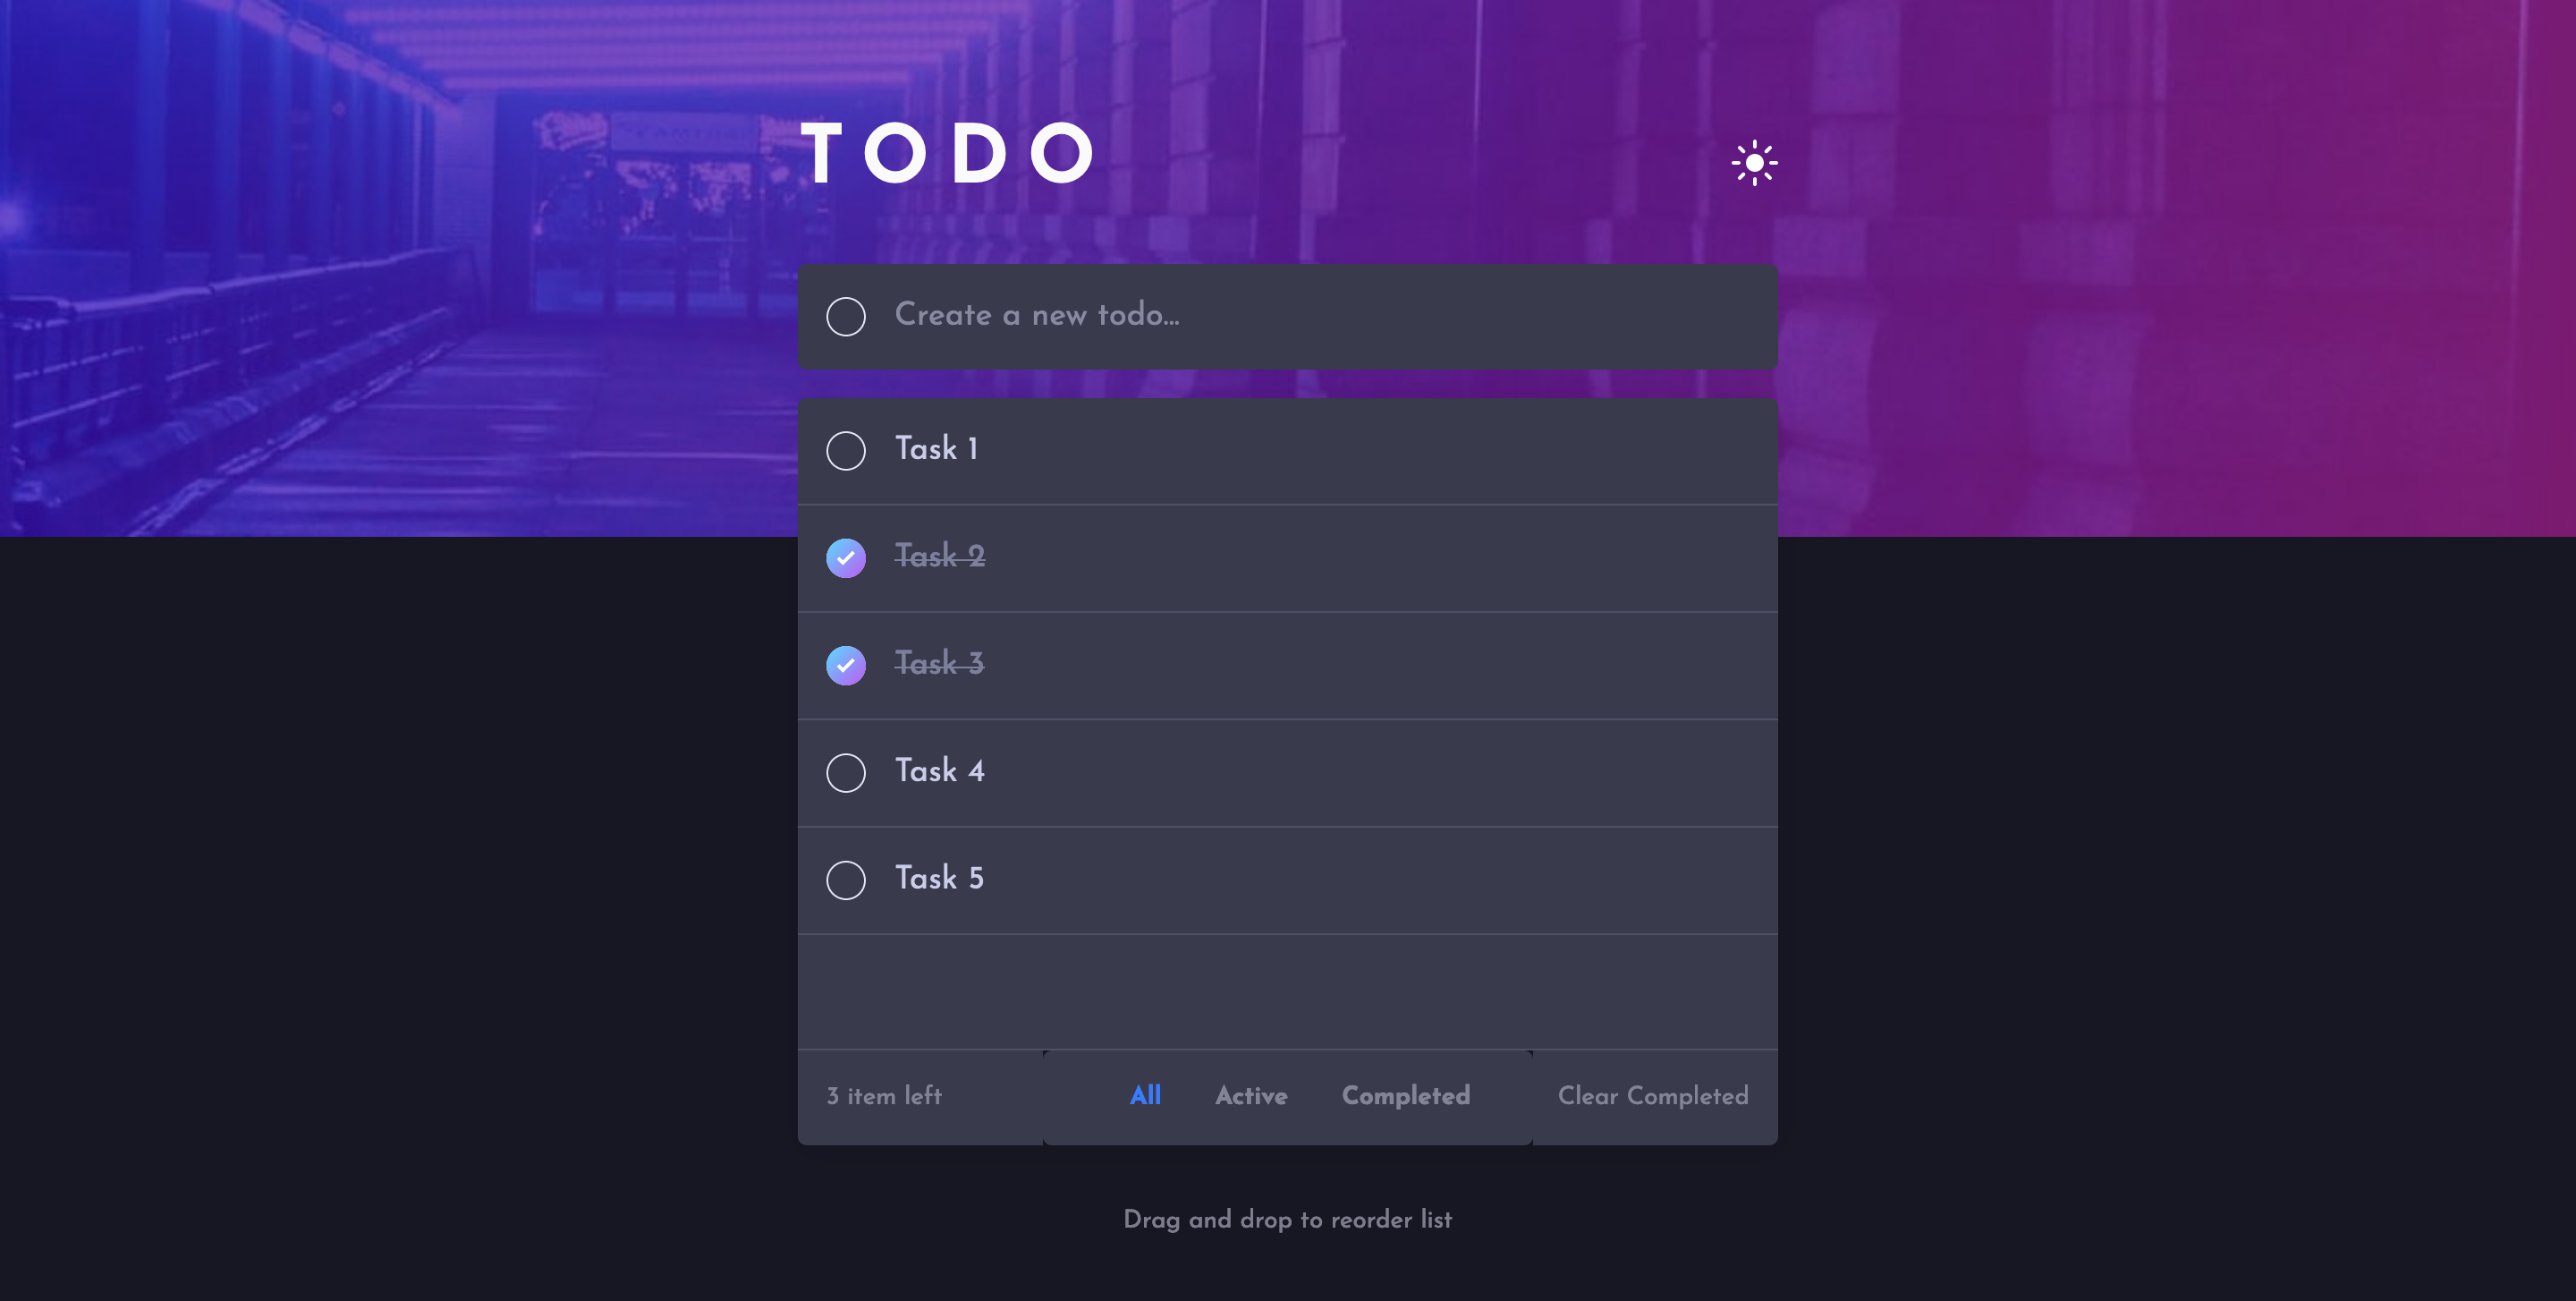 TODO
Create a new todo...
Task 1
Task 2
Task 3
Task 4
Task 5
3 item left
All Active Completed
Clear Completed
Drag and drop to reorder list